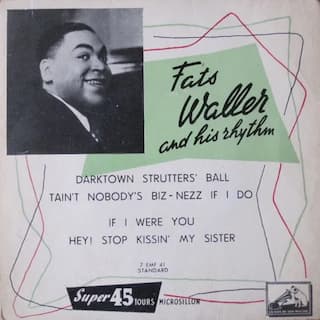 Fats
Waller
and his rhythm
DARKTOWN STRUTTERS' BALL
TAIN'T NOBODY'S BIZ-NEZZ IF I DO
IF I WERE YOU
HEY! STOP KISSIN' MY SISTER
7 EMF 41
STANDARD
Super 45 TOURS MICROSILLON